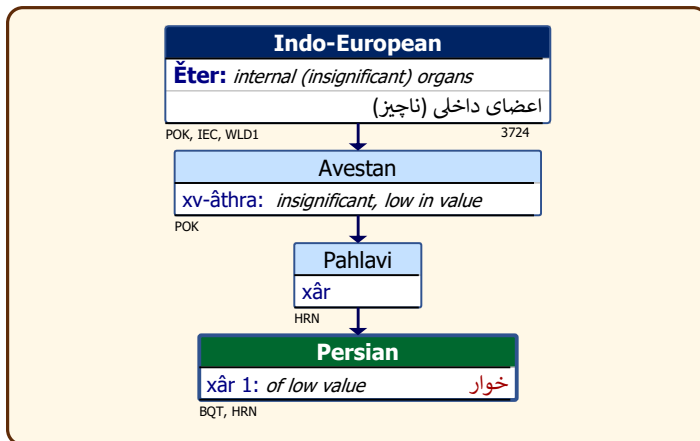 Indo-European
Ěter: internal (insignificant) organs
اعضای داخلی (ناچیز)
POK, IEC, WLD1 3724
Avestan
xv-âthra: insignificant, low in value
POK
Pahlavi
xâr
HRN
Persian
xâr 1: of low value خوار
BQT, HRN